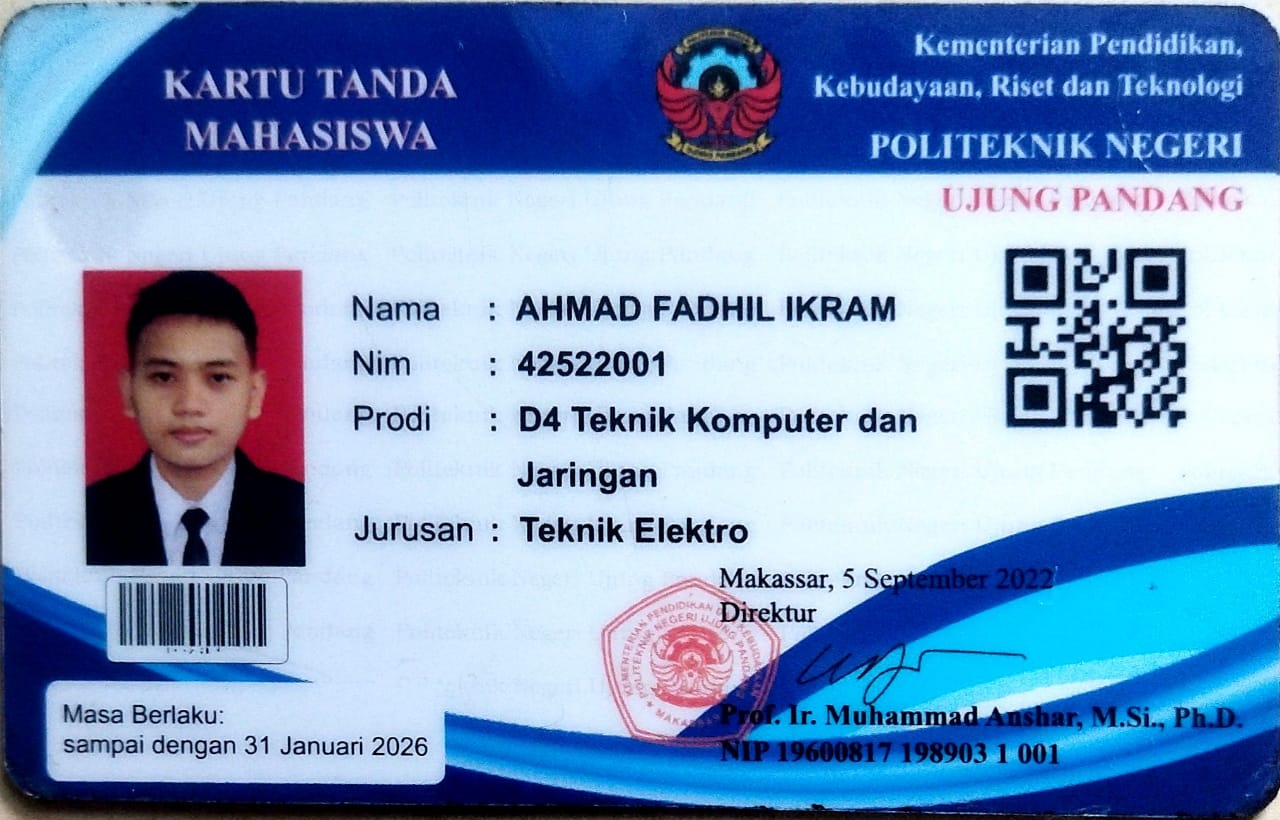 KARTU TANDA
MAHASISWA
Kementerian Pendidikan,
Kebudayaan, Riset dan Teknologi
POLITEKNIK NEGERI
UJUNG PANDANG
Nama : AHMAD FADHIL IKRAM
Nim : 42522001
Prodi : D4 Teknik Komputer dan
Jaringan
Jurusan : Teknik Elektro
Makassar, 5 September 2022
Direktur
KEMENTERIAN PENDIDIKAN DAN KEBUDAYAAN
POLITEKNIK NEGERI UJUNG PANDANG
Prof. Ir. Muhammad Anshar, M.Si., Ph.D.
NIP 19600817 198903 1 001
Masa Berlaku:
sampai dengan 31 Januari 2026